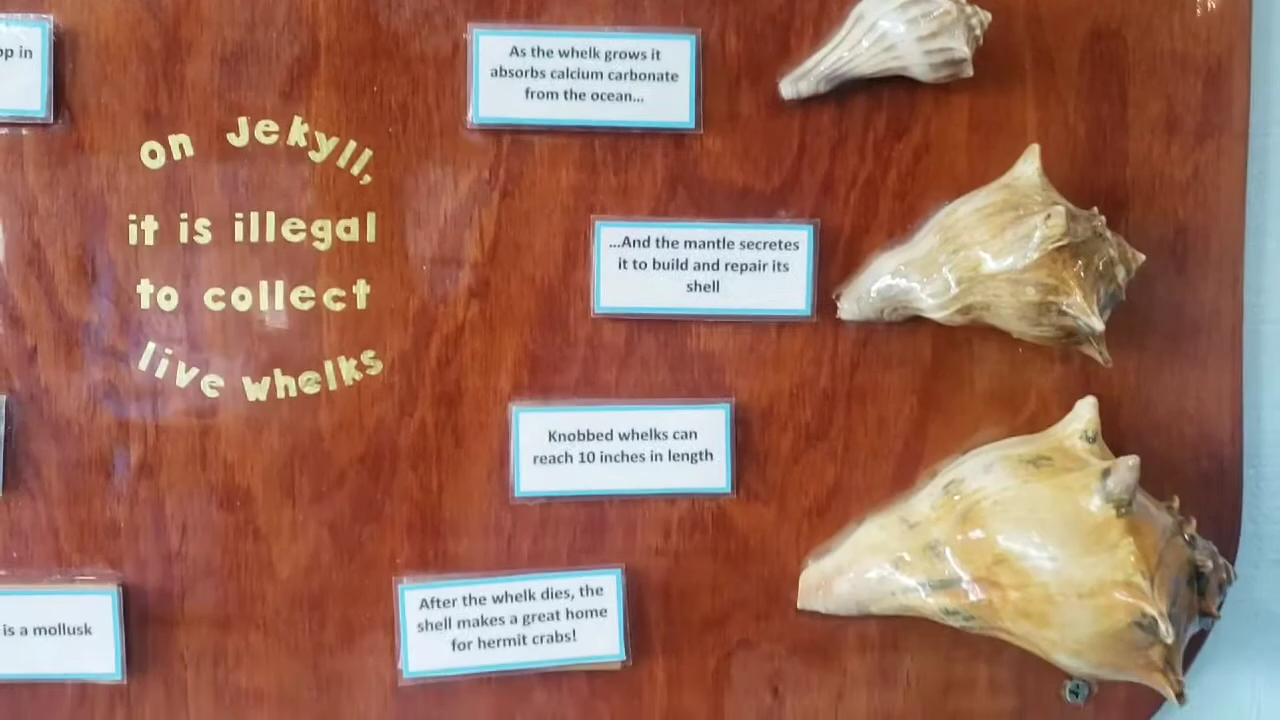 op in
on Jekyll,
it is illegal
to collect
live whelks
is a mollusk
As the whelk grows it
absorbs calcium carbonate
from the ocean...
...And the mantle secretes
it to build and repair its
shell
Knobbed whelks can
reach 10 inches in length
After the whelk dies, the
shell makes a great home
for hermit crabs!